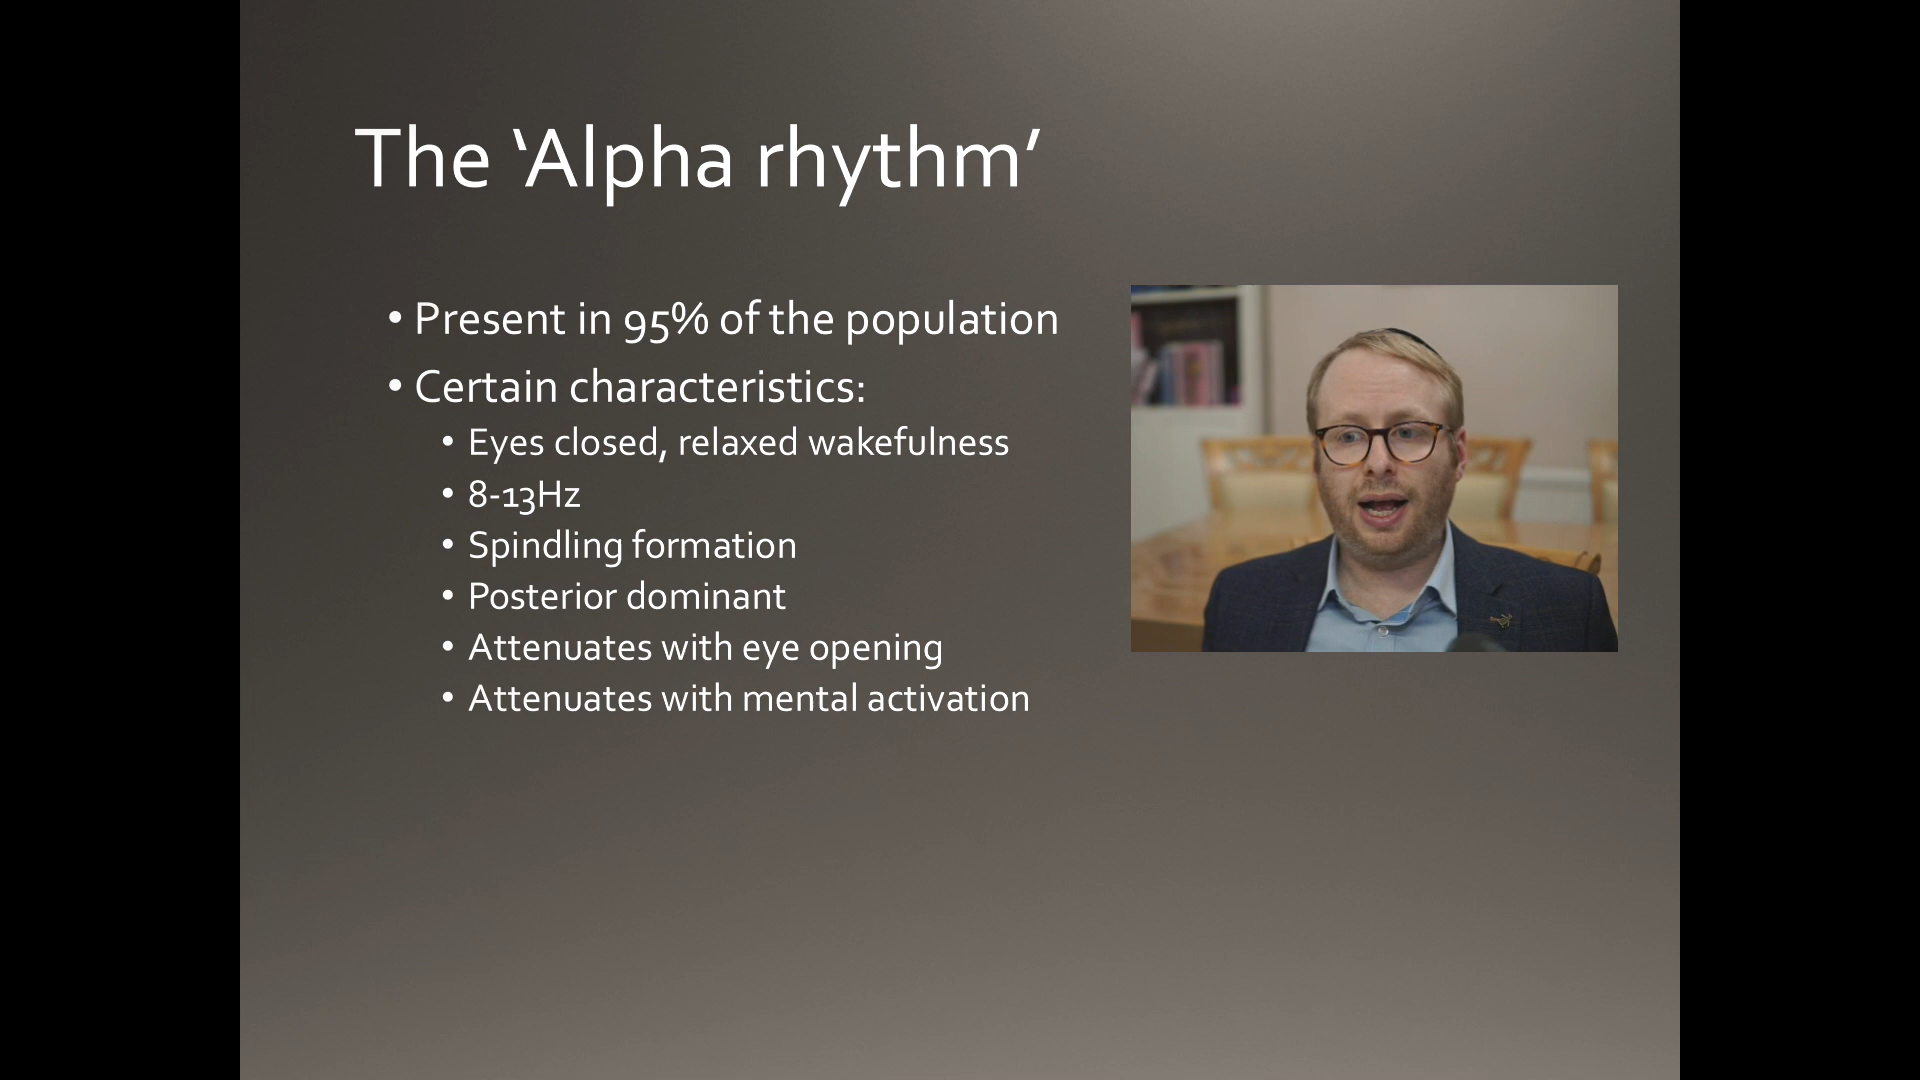 The ‘Alpha rhythm’
• Present in 95% of the population
• Certain characteristics:
• Eyes closed, relaxed wakefulness
• 8-13Hz
• Spindling formation
• Posterior dominant
• Attenuates with eye opening
• Attenuates with mental activation